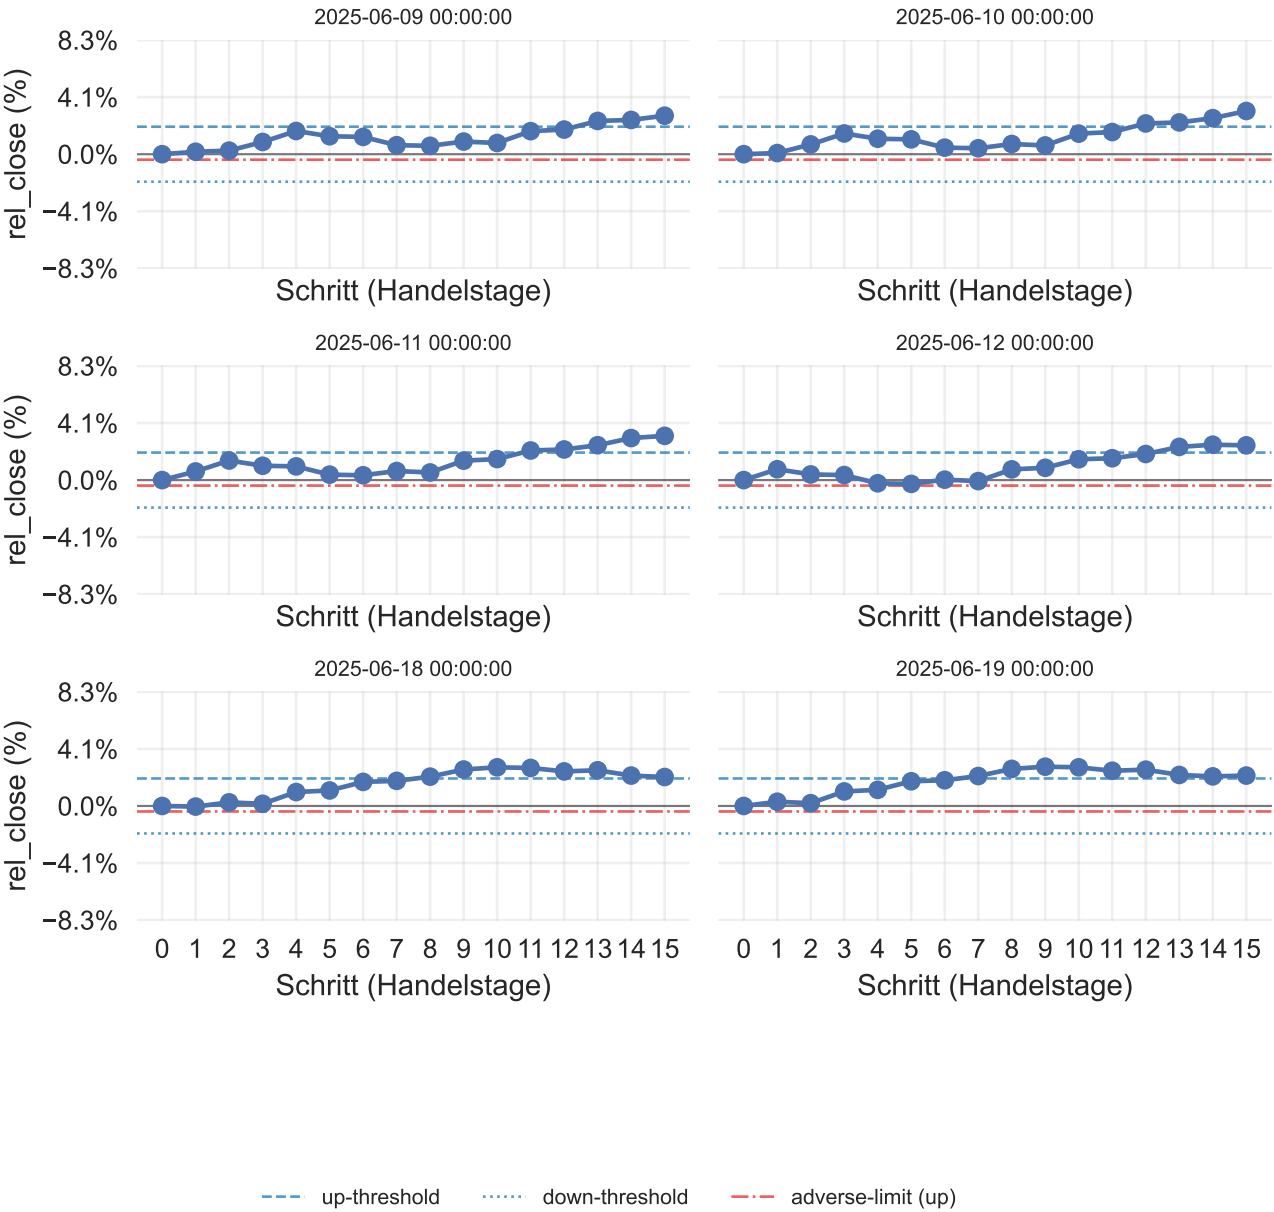 2025-06-09 00:00:00
2025-06-10 00:00:00
rel_close (%)
8.3%
4.1%
0.0%
−4.1%
−8.3%
Schritt (Handelstage)
Schritt (Handelstage)
2025-06-11 00:00:00
2025-06-12 00:00:00
rel_close (%)
8.3%
4.1%
0.0%
−4.1%
−8.3%
Schritt (Handelstage)
Schritt (Handelstage)
2025-06-18 00:00:00
2025-06-19 00:00:00
rel_close (%)
8.3%
4.1%
0.0%
−4.1%
−8.3%
0 1 2 3 4 5 6 7 8 9 10 11 12 13 14 15
0 1 2 3 4 5 6 7 8 9 10 11 12 13 14 15
Schritt (Handelstage)
Schritt (Handelstage)
up-threshold
down-threshold
adverse-limit (up)